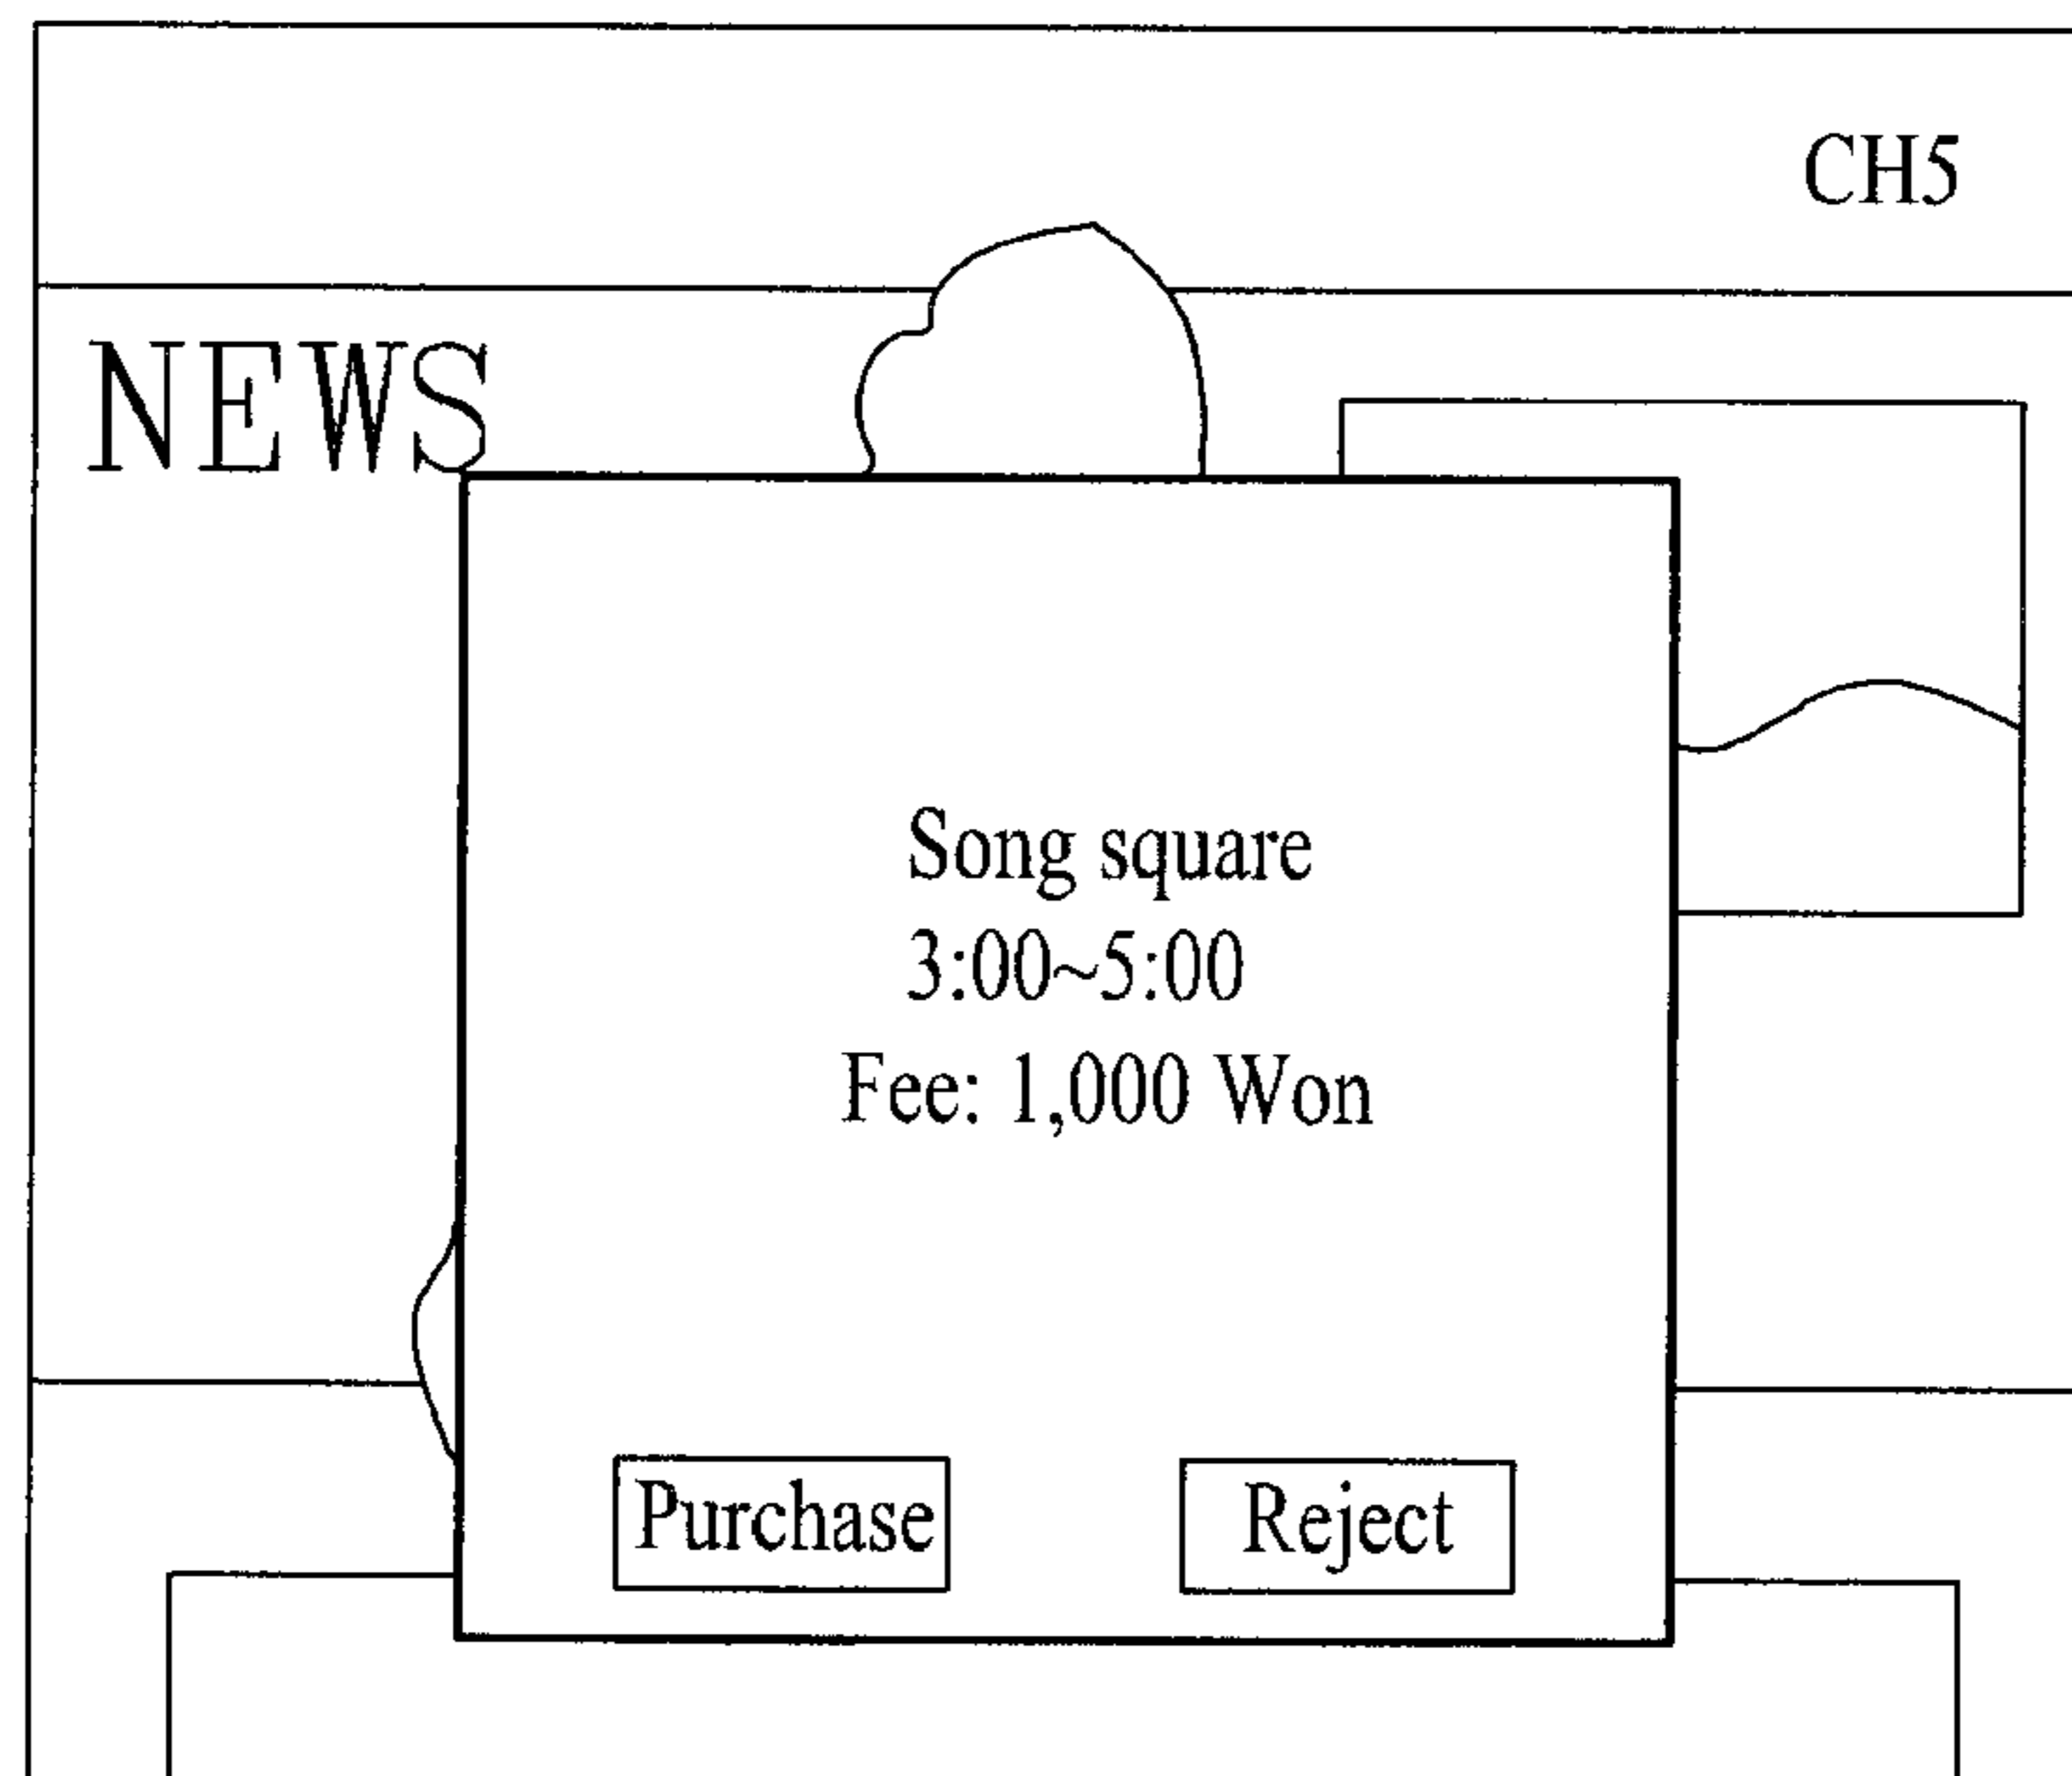 CH5
NEWS
Song square
3:00~5:00
Fee: 1,000 Won
Purchase
Reject